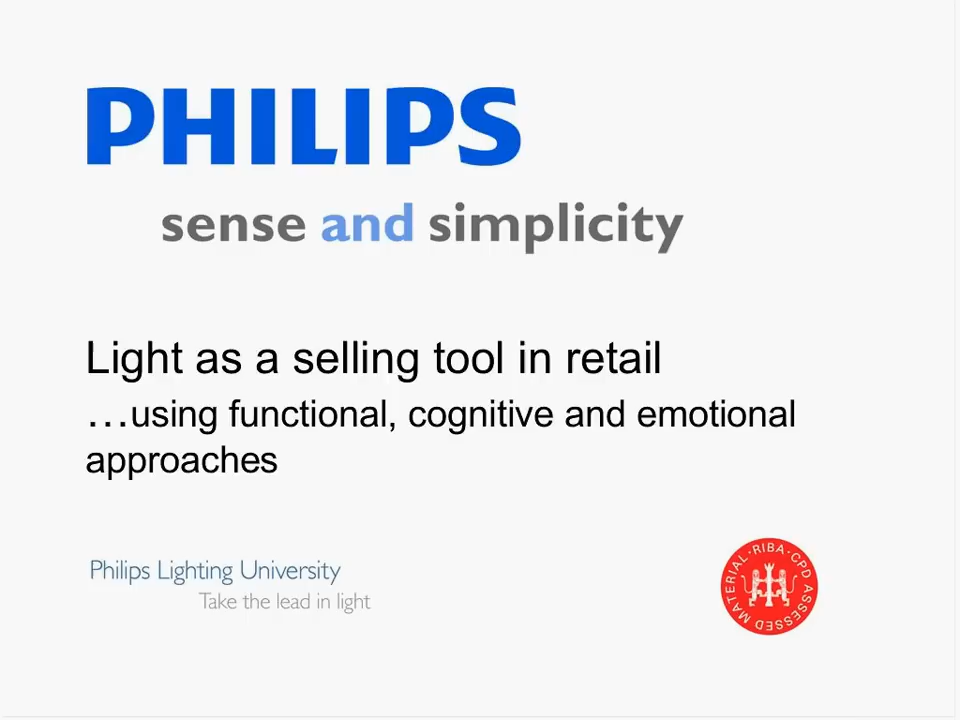 PHILIPS
sense and simplicity
Light as a selling tool in retail
…using functional, cognitive and emotional
approaches
Philips Lighting University
Take the lead in light
MATERIAL·RIBA·CPD ASSESSED